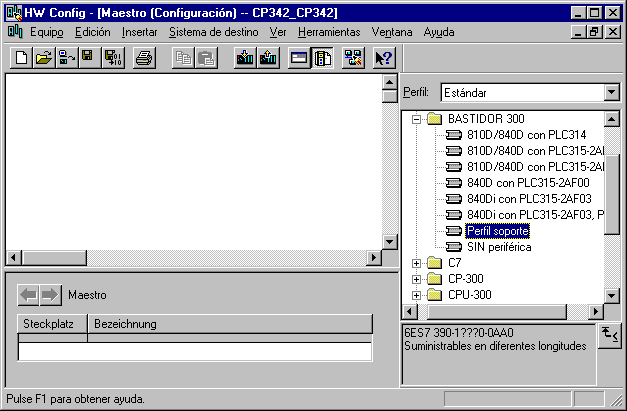 HW Config - [Maestro (Configuración) -- CP342_CP342]
Equipo Edición Insertar Sistema de destino Ver Herramientas Ventana Ayuda
Perfil: Estándar
BASTIDOR 300
810D/840D con PLC314
810D/840D con PLC315-2AF
810D/840D con PLC315-2AF
840D con PLC315-2AF00
840Di con PLC315-2AF03
840Di con PLC315-2AF03, P
Perfil soporte
SIN periférica
C7
CP-300
CPU-300
Maestro
Steckplatz Bezeichnung
6ES7 390-1???0-0AA0
Suministrables en diferentes longitudes
Pulse F1 para obtener ayuda.